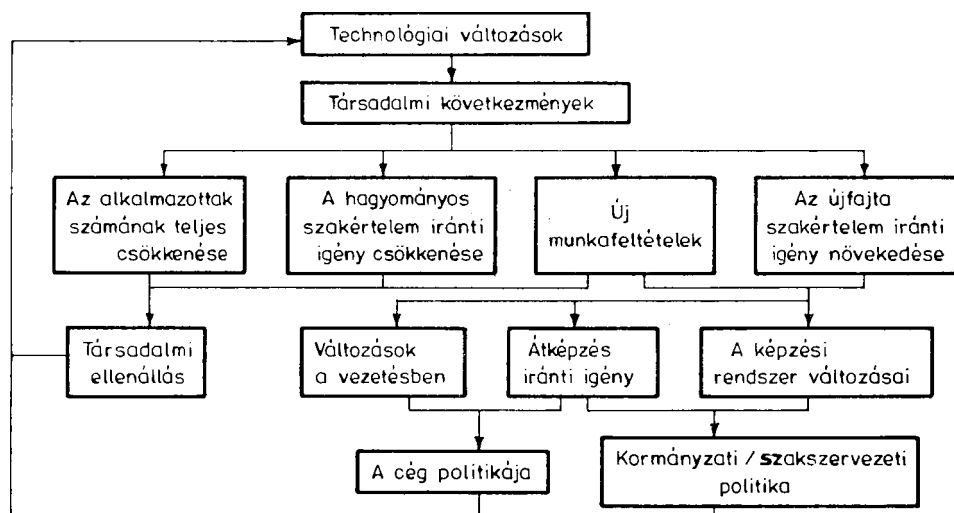 Technológiai változások
Társadalmi következmények
Az alkalmazottak
számának teljes
csökkenése
A hagyományos
szakértelem iránti
igény csökkenése
Új
munkafeltételek
Az újfajta
szakértelem iránti
igény növekedése
Társadalmi
ellenállás
Változások
a vezetésben
Átképzés
iránti igény
A képzési
rendszer változásai
A cég politikája
Kormányzati / szakszervezeti
politika